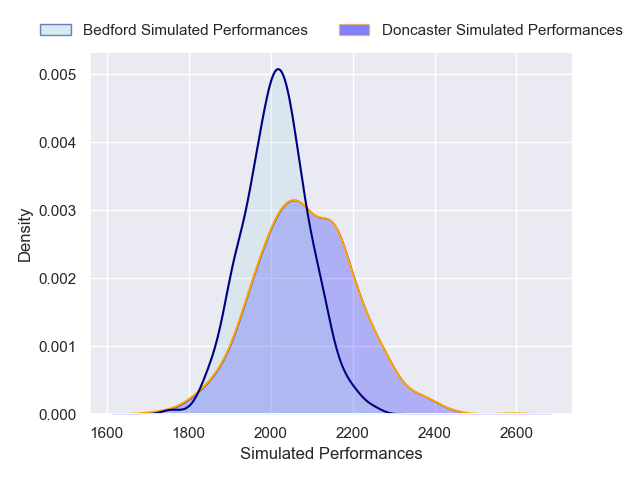 Bedford Simulated Performances Doncaster Simulated Performances
0.005
0.004
0.003
0.002
0.001
0.000
Density
1600 1800 2000 2200 2400 2600
Simulated Performances